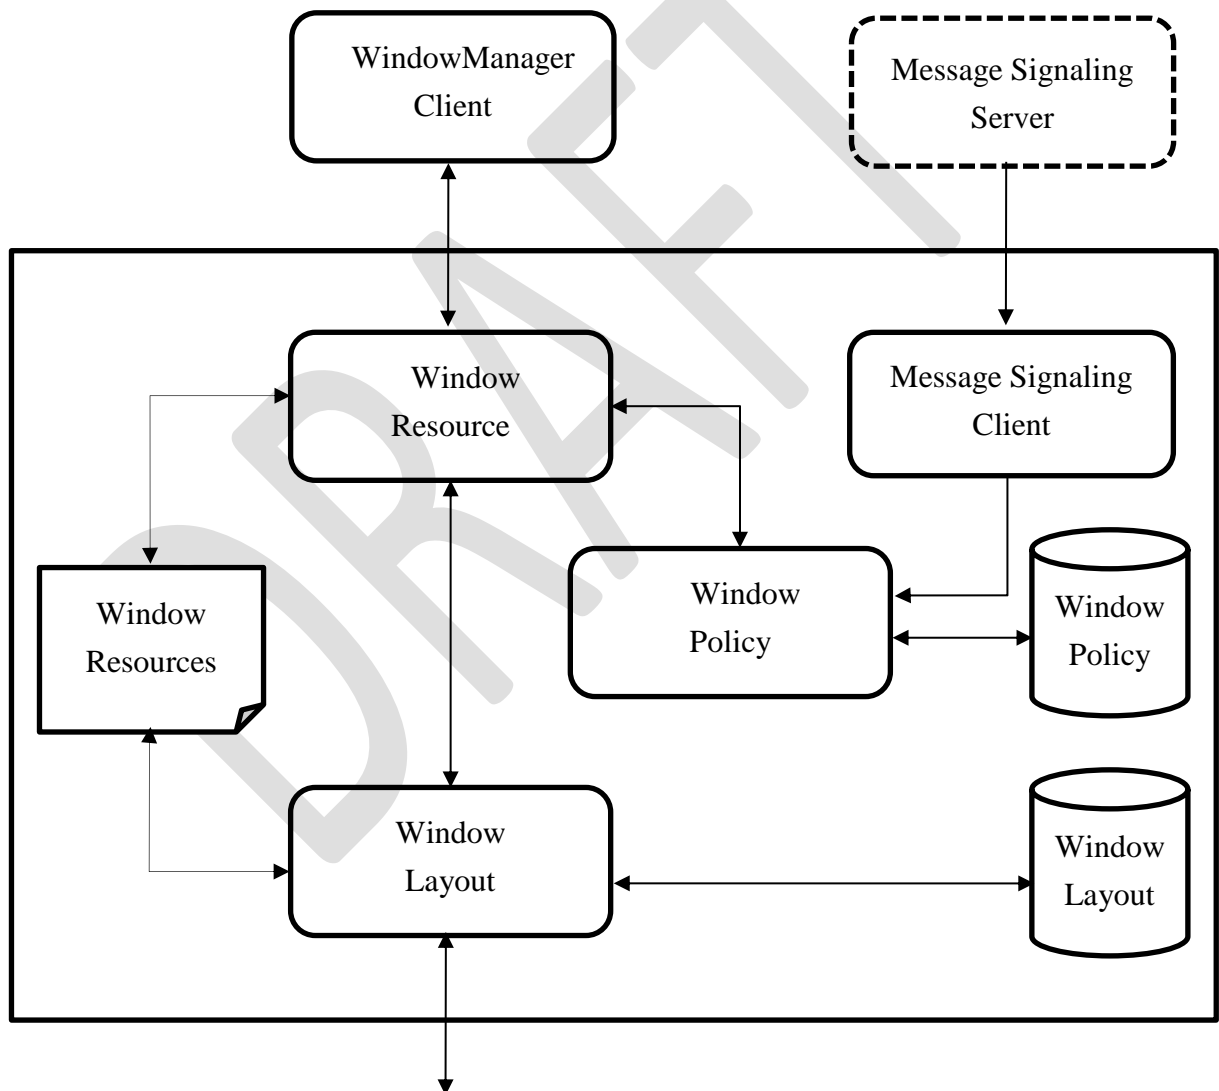 WindowManager
Client
Message Signaling
Server
Window
Resource
Message Signaling
Client
Window
Resources
Window
Policy
Window
Policy
Window
Layout
Window
Layout
DRAFT